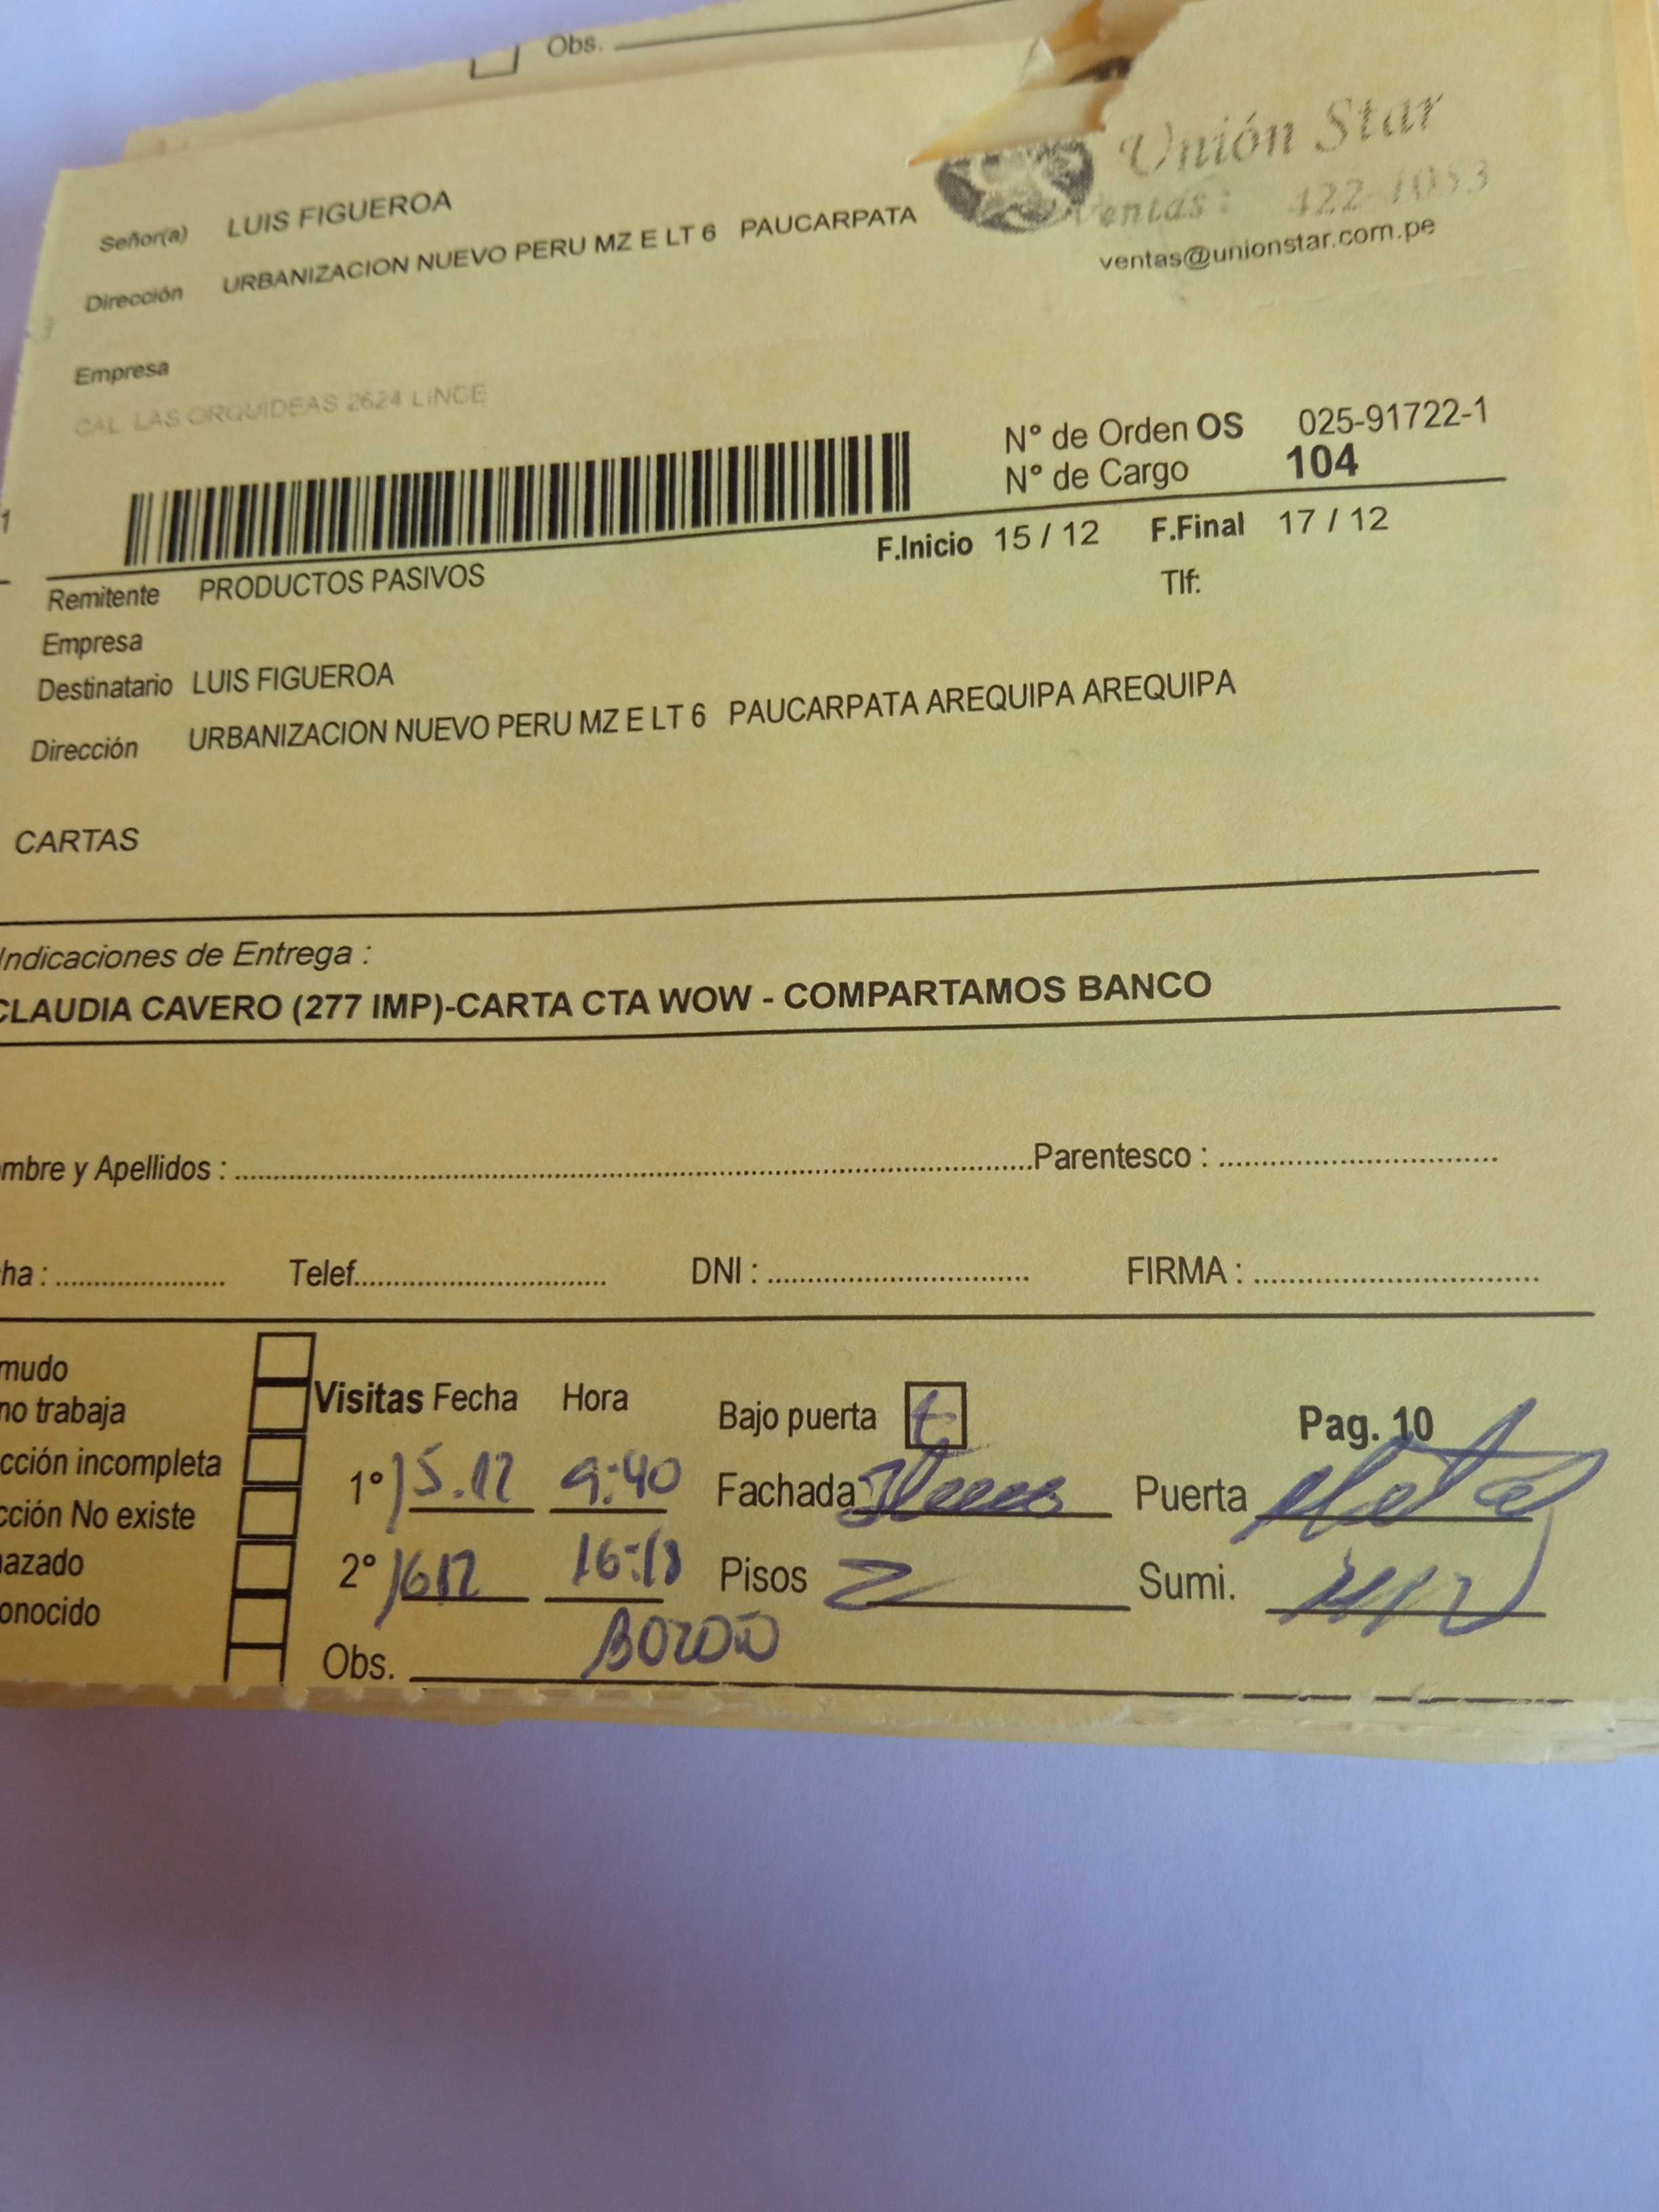 Obs.
Unión Star
Señor(a) LUIS FIGUEROA
Ventas: 422-1053
Dirección URBANIZACION NUEVO PERU MZ E LT 6 PAUCARPATA
ventas@unionstar.com.pe
Empresa
CAL. LAS ORQUIDEAS 2624 LINCE
N° de Orden OS 025-91722-1
N° de Cargo 104
F.Inicio 15 / 12 F.Final 17 / 12
Remitente PRODUCTOS PASIVOS
Tlf:
Empresa
Destinatario LUIS FIGUEROA
Dirección URBANIZACION NUEVO PERU MZ E LT 6 PAUCARPATA AREQUIPA AREQUIPA
CARTAS
Indicaciones de Entrega :
CLAUDIA CAVERO (277 IMP)-CARTA CTA WOW - COMPARTAMOS BANCO
mbre y Apellidos : Parentesco :
ha : Telef. DNI : FIRMA :
mudo
no trabaja
cción incompleta
cción No existe
azado
onocido
Visitas Fecha Hora Bajo puerta Pag. 10
1° 15.12 9:40 Fachada Puerta Metal
2° 1612 16:18 Pisos 2 Sumi.
Obs.